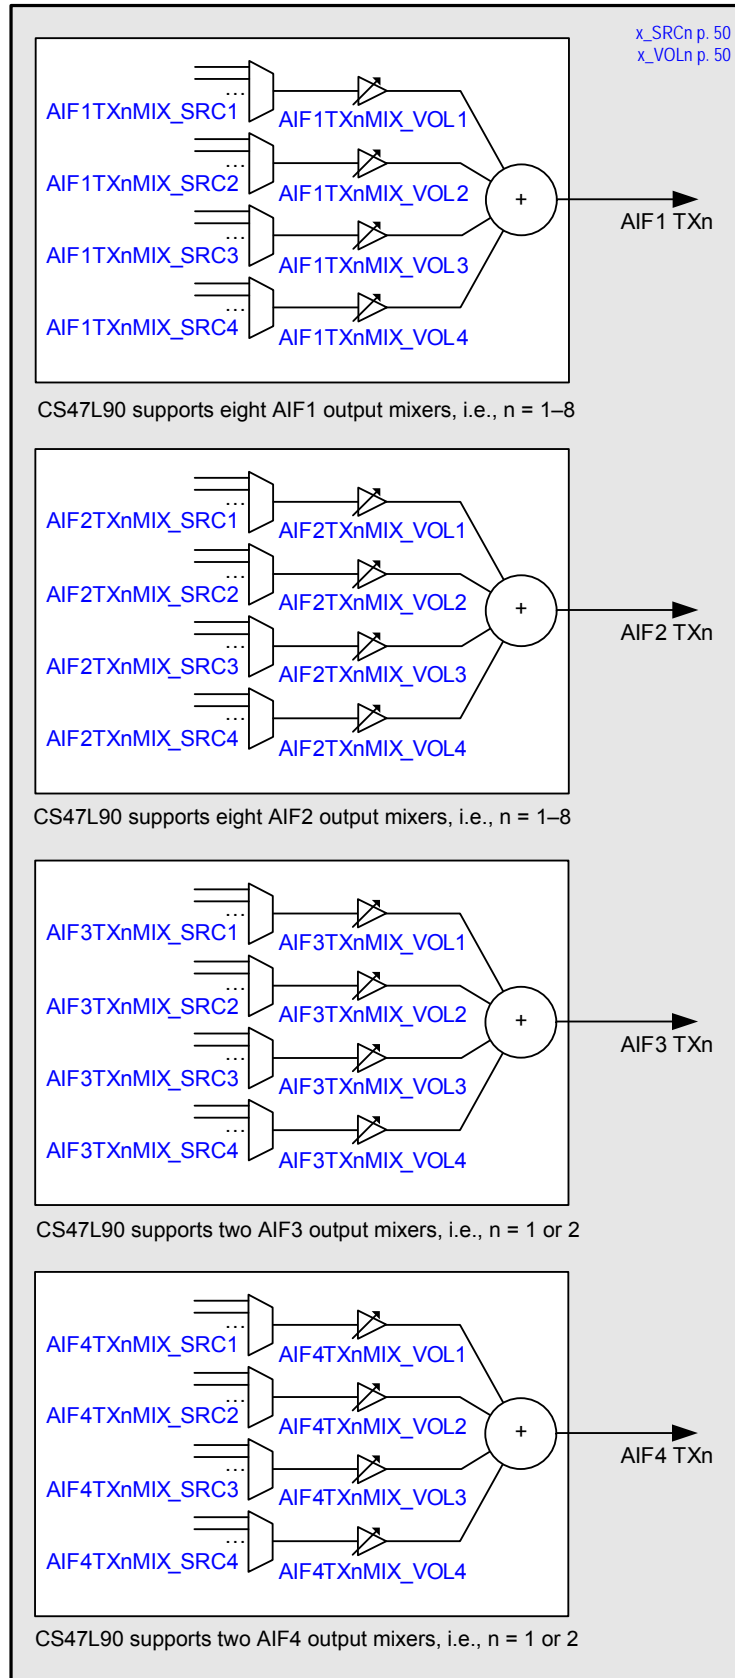 x_SRCn p. 50
x_VOLn p. 50
...
AIF1TXnMIX_SRC1
AIF1TXnMIX_VOL1
...
AIF1TXnMIX_SRC2
AIF1TXnMIX_VOL2
+
AIF1 TXn
...
AIF1TXnMIX_SRC3
AIF1TXnMIX_VOL3
...
AIF1TXnMIX_SRC4
AIF1TXnMIX_VOL4
CS47L90 supports eight AIF1 output mixers, i.e., n = 1–8
...
AIF2TXnMIX_SRC1
AIF2TXnMIX_VOL1
...
AIF2TXnMIX_SRC2
AIF2TXnMIX_VOL2
+
AIF2 TXn
...
AIF2TXnMIX_SRC3
AIF2TXnMIX_VOL3
...
AIF2TXnMIX_SRC4
AIF2TXnMIX_VOL4
CS47L90 supports eight AIF2 output mixers, i.e., n = 1–8
...
AIF3TXnMIX_SRC1
AIF3TXnMIX_VOL1
...
AIF3TXnMIX_SRC2
AIF3TXnMIX_VOL2
+
AIF3 TXn
...
AIF3TXnMIX_SRC3
AIF3TXnMIX_VOL3
...
AIF3TXnMIX_SRC4
AIF3TXnMIX_VOL4
CS47L90 supports two AIF3 output mixers, i.e., n = 1 or 2
...
AIF4TXnMIX_SRC1
AIF4TXnMIX_VOL1
...
AIF4TXnMIX_SRC2
AIF4TXnMIX_VOL2
+
AIF4 TXn
...
AIF4TXnMIX_SRC3
AIF4TXnMIX_VOL3
...
AIF4TXnMIX_SRC4
AIF4TXnMIX_VOL4
CS47L90 supports two AIF4 output mixers, i.e., n = 1 or 2